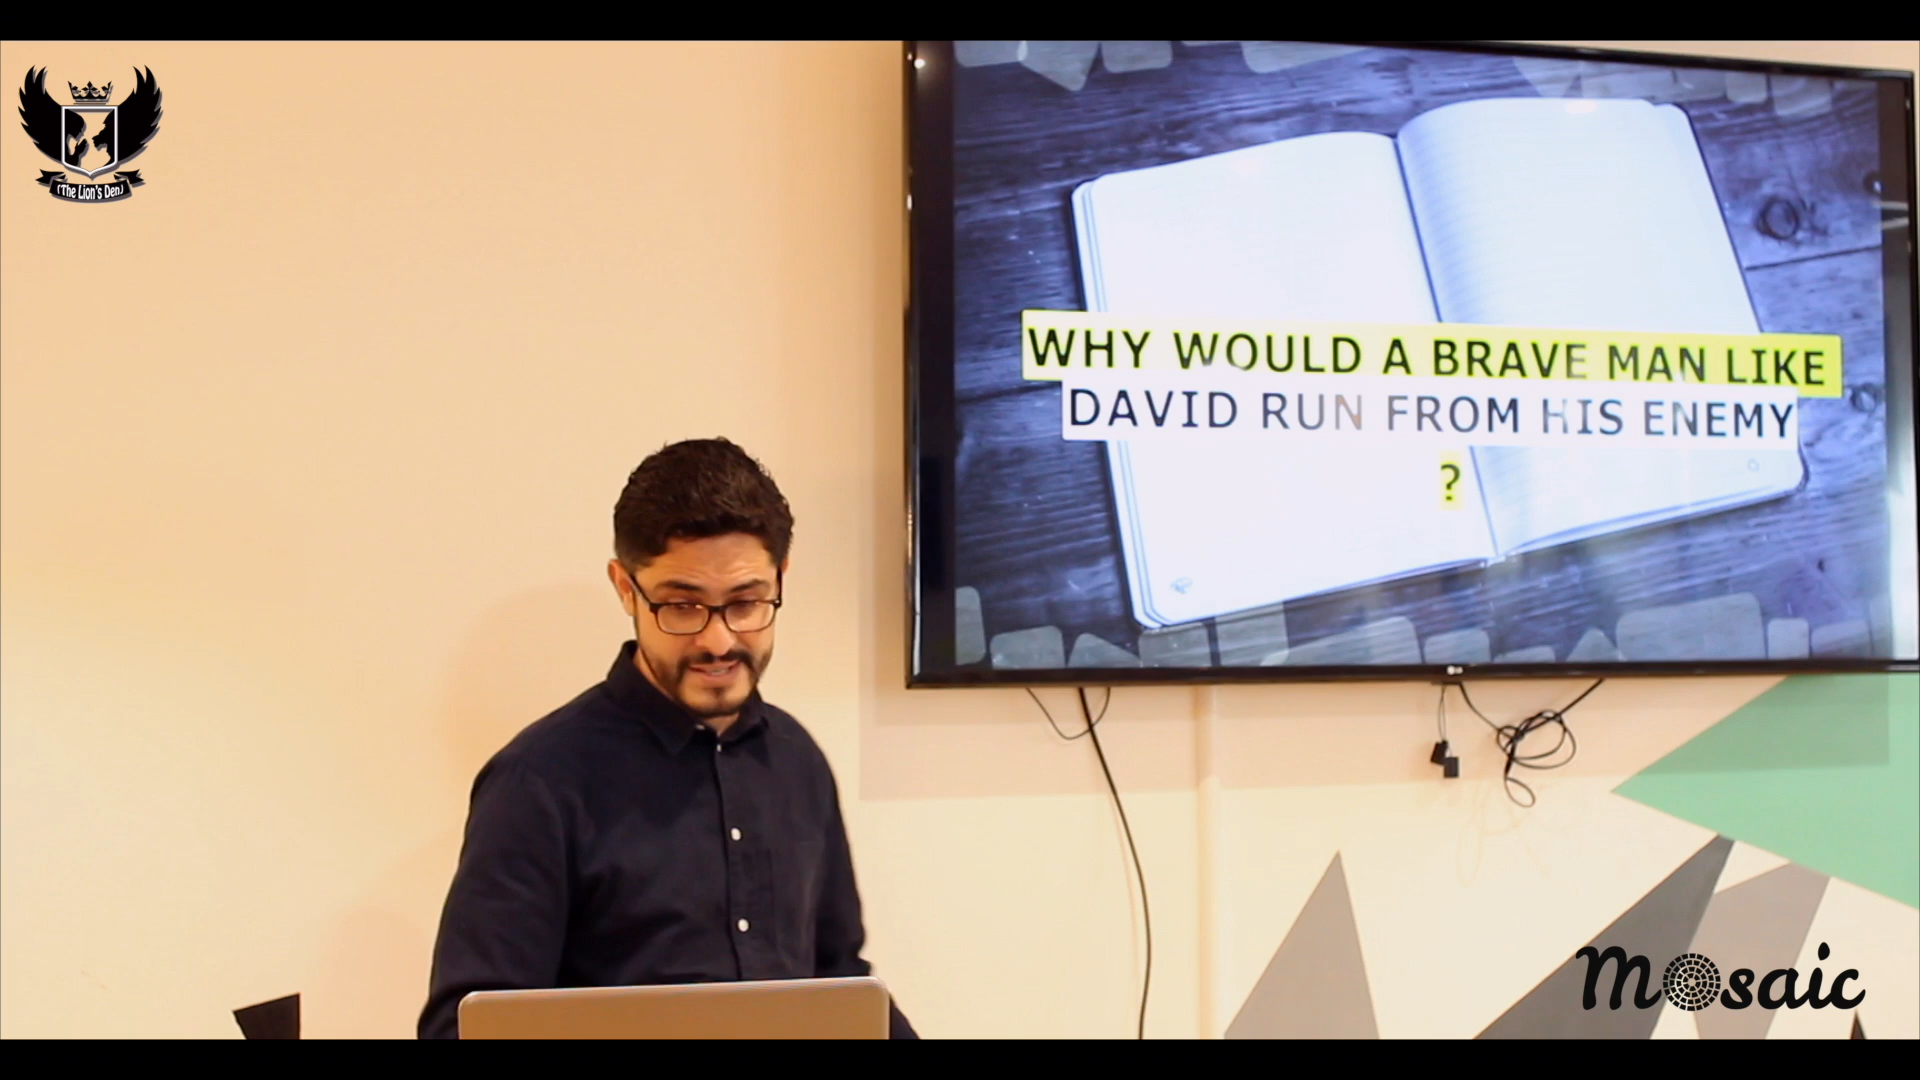 (The Lion's Den)
WHY WOULD A BRAVE MAN LIKE
DAVID RUN FROM HIS ENEMY
?
LG
Mosaic